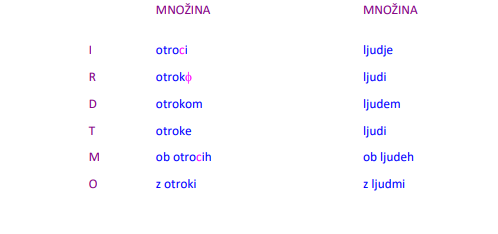 MNOŽINA MNOŽINA
I otroci ljudje
R otrokϕ ljudi
D otrokom ljudem
T otroke ljudi
M ob otrocih ob ljudeh
O z otroki z ljudmi